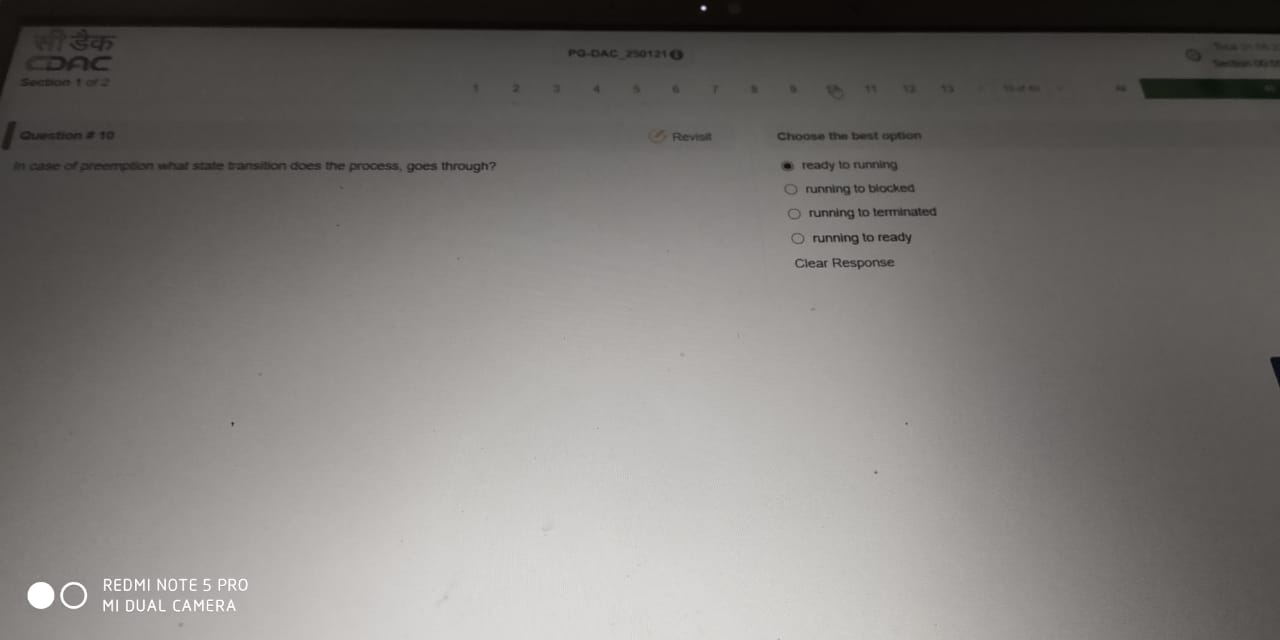 सी डैक
CDAC
Section 1 of 2
PG-DAC_250121
1 2 3 4 5 6 7 8 9 10 11 12 13
Question # 10
Revisit
In case of preemption what state transition does the process, goes through?
Choose the best option
ready to running
running to blocked
running to terminated
running to ready
Clear Response
REDMI NOTE 5 PRO
MI DUAL CAMERA